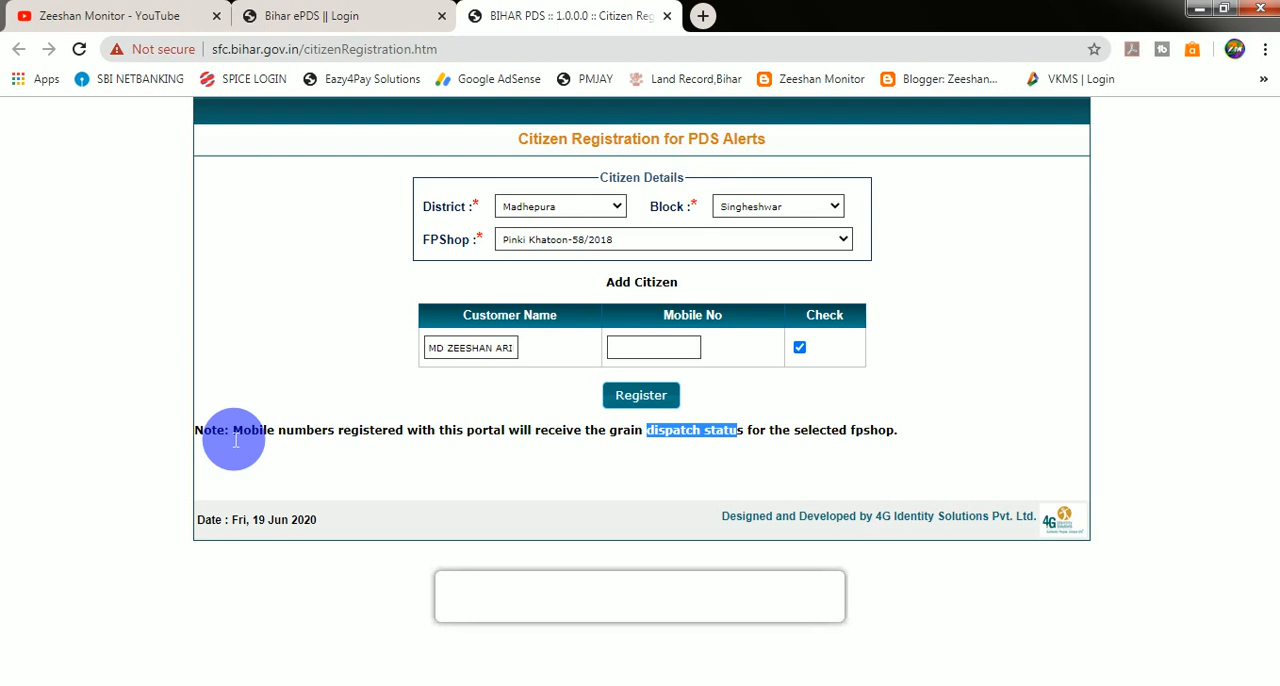 Zeeshan Monitor - YouTube
Bihar ePDS || Login
BIHAR PDS :: 1.0.0.0 :: Citizen Reg
Not secure
sfc.bihar.gov.in/citizenRegistration.htm
Apps
SBI NETBANKING
SPICE LOGIN
Eazy4Pay Solutions
Google AdSense
PMJAY
Land Record,Bihar
Zeeshan Monitor
Blogger: Zeeshan...
VKMS | Login
»
Citizen Registration for PDS Alerts
Citizen Details
District :* Madhepura Block :* Singheshwar
FPShop :* Pinki Khatoon-58/2018
Add Citizen
Customer Name Mobile No Check
MD ZEESHAN ARI
Register
Note: Mobile numbers registered with this portal will receive the grain dispatch status for the selected fpshop.
Date : Fri, 19 Jun 2020
Designed and Developed by 4G Identity Solutions Pvt. Ltd.
4G